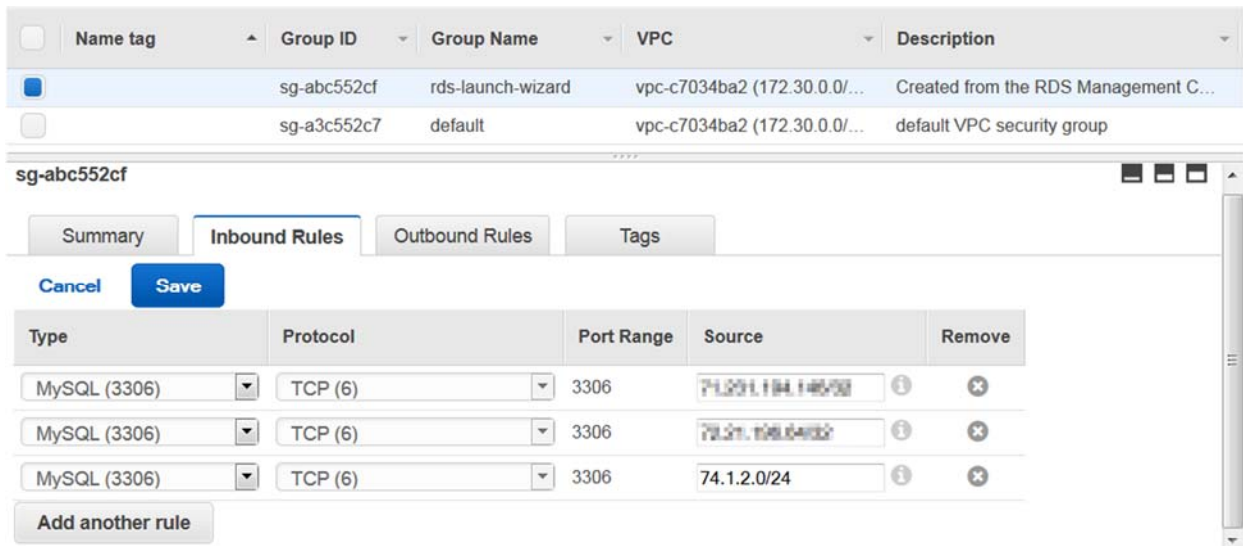 Name tag Group ID Group Name VPC Description
sg-abc552cf rds-launch-wizard vpc-c7034ba2 (172.30.0.0/... Created from the RDS Management C...
sg-a3c552c7 default vpc-c7034ba2 (172.30.0.0/... default VPC security group
sg-abc552cf
Summary Inbound Rules Outbound Rules Tags
Cancel Save
Type Protocol Port Range Source Remove
MySQL (3306) TCP (6) 3306
MySQL (3306) TCP (6) 3306
MySQL (3306) TCP (6) 3306 74.1.2.0/24
Add another rule